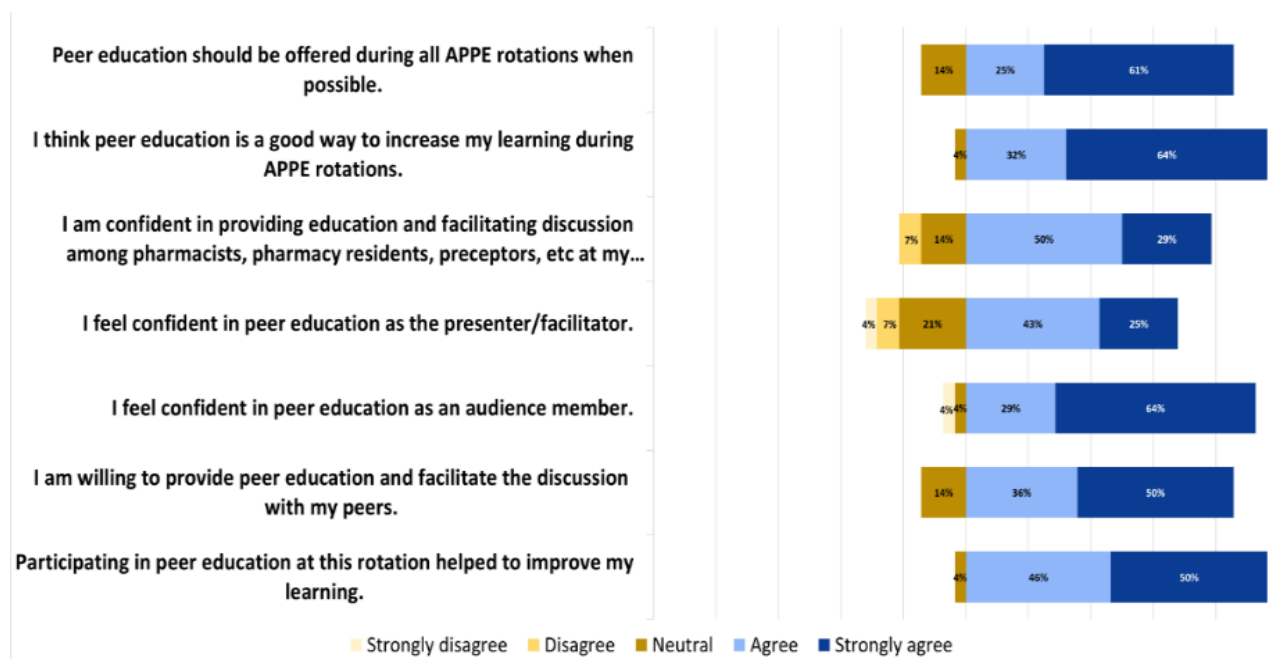 Peer education should be offered during all APPE rotations when
possible.
14% 25% 61%
I think peer education is a good way to increase my learning during
APPE rotations.
4% 32% 64%
I am confident in providing education and facilitating discussion
among pharmacists, pharmacy residents, preceptors, etc at my…
7% 14% 50% 29%
I feel confident in peer education as the presenter/facilitator.
4% 7% 21% 43% 25%
I feel confident in peer education as an audience member.
4% 4% 29% 64%
I am willing to provide peer education and facilitate the discussion
with my peers.
14% 36% 50%
Participating in peer education at this rotation helped to improve my
learning.
4% 46% 50%
Strongly disagree Disagree Neutral Agree Strongly agree